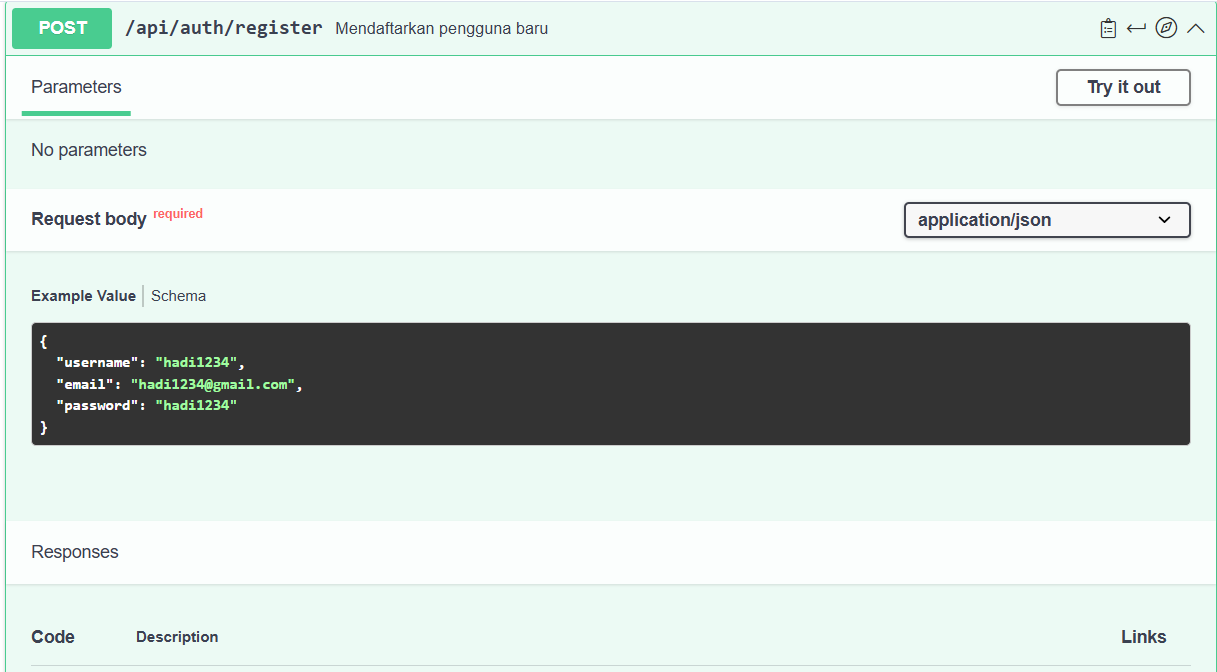 POST /api/auth/register Mendaftarkan pengguna baru
Parameters
Try it out
No parameters
Request body required
application/json
Example Value
Schema
{
  "username": "hadi1234",
  "email": "hadi1234@gmail.com",
  "password": "hadi1234"
}
Responses
Code Description Links